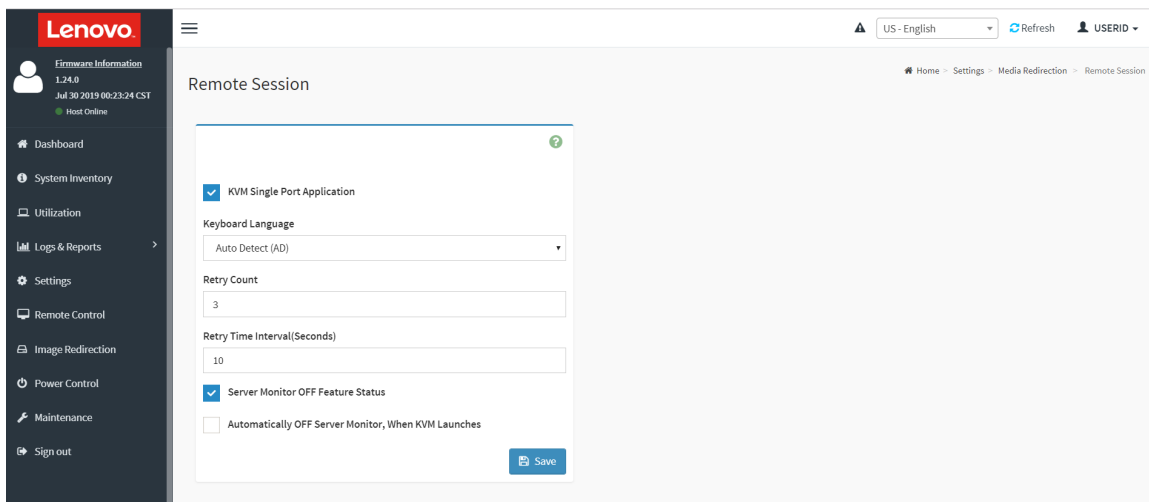 Lenovo.
US - English
Refresh
USERID
Firmware Information
1.24.0
Jul 30 2019 00:23:24 CST
Host Online
Home > Settings > Media Redirection > Remote Session
Remote Session
Dashboard
System Inventory
Utilization
Logs & Reports
Settings
Remote Control
Image Redirection
Power Control
Maintenance
Sign out
KVM Single Port Application
Keyboard Language
Auto Detect (AD)
Retry Count
3
Retry Time Interval(Seconds)
10
Server Monitor OFF Feature Status
Automatically OFF Server Monitor, When KVM Launches
Save